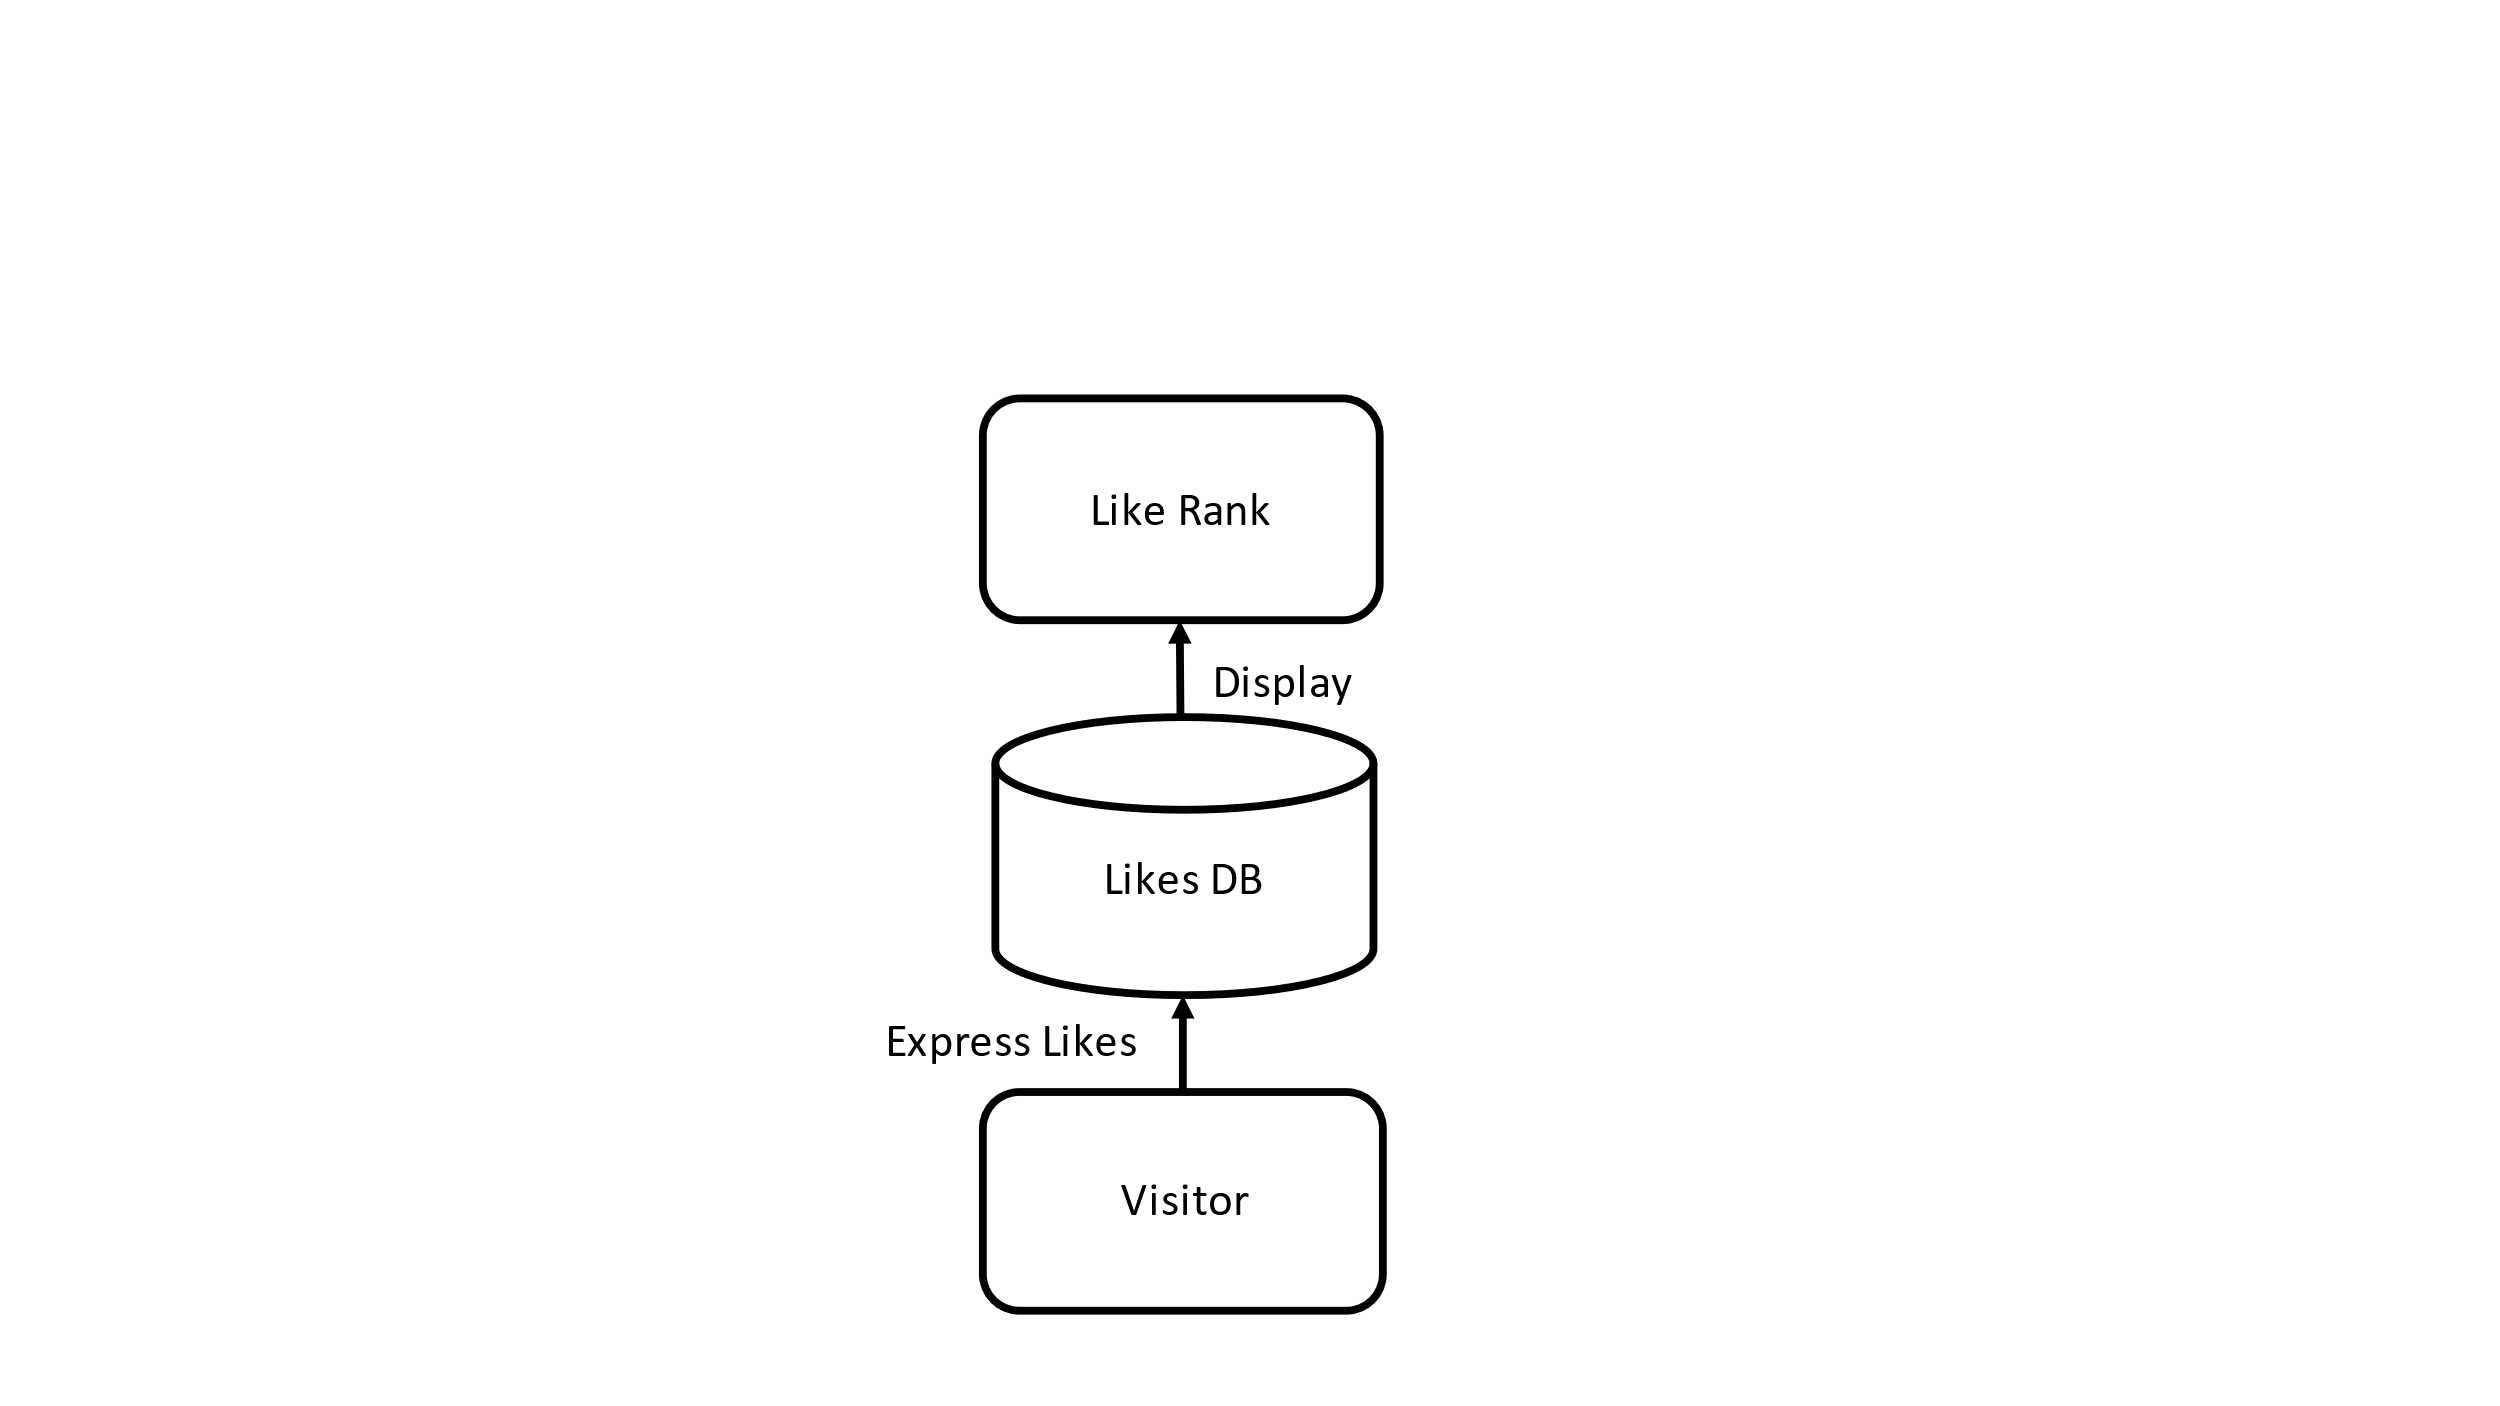 Like Rank
Display
Likes DB
Express Likes
Visitor